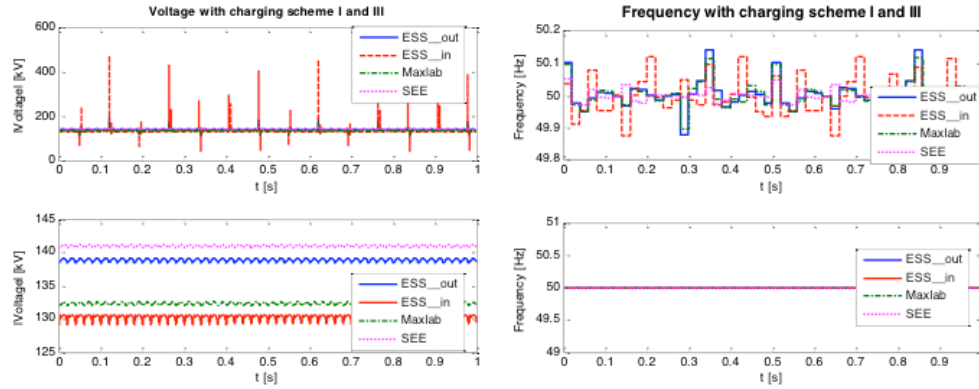 Voltage with charging scheme I and III
600
400
200
0
IVoltageI [kV]
0 0.1 0.2 0.3 0.4 0.5 0.6 0.7 0.8 0.9 1
t [s]
ESS__out
ESS__in
Maxlab
SEE
Frequency with charging scheme I and III
50.2
50.1
50
49.9
49.8
Frequency [Hz]
0 0.1 0.2 0.3 0.4 0.5 0.6 0.7 0.8 0.9
t [s]
ESS__out
ESS__in
Maxlab
SEE
145
140
135
130
125
IVoltageI [kV]
0 0.1 0.2 0.3 0.4 0.5 0.6 0.7 0.8 0.9 1
t [s]
ESS__out
ESS__in
Maxlab
SEE
51
50.5
50
49.5
49
Frequency [Hz]
0 0.1 0.2 0.3 0.4 0.5 0.6 0.7 0.8 0.9
t [s]
ESS__out
ESS__in
Maxlab
SEE